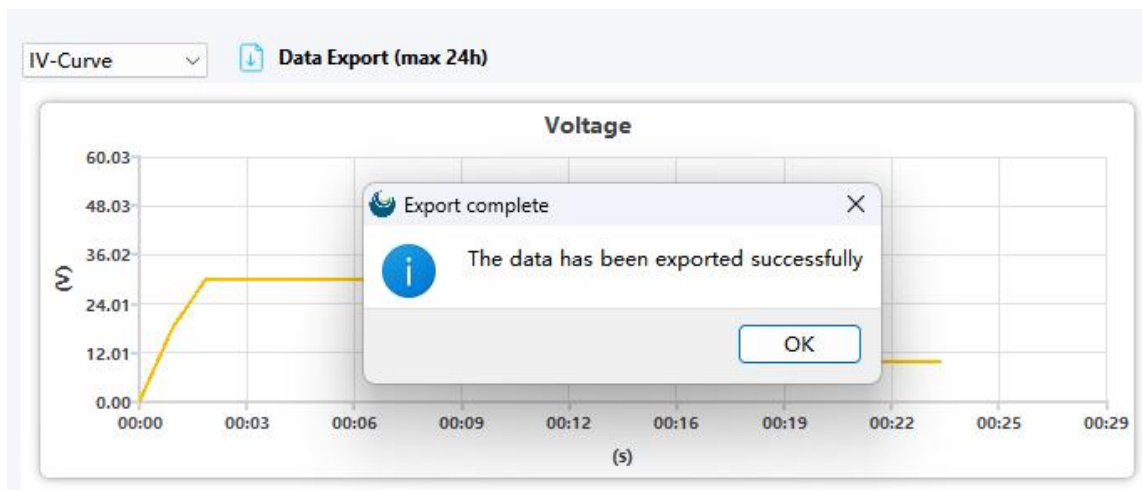 IV-Curve
Data Export (max 24h)
Voltage
60.03
48.03
36.02
24.01
12.01
0.00
(V)
Export complete
The data has been exported successfully
OK
00:00 00:03 00:06 00:09 00:12 00:16 00:19 00:22 00:25 00:29
(s)